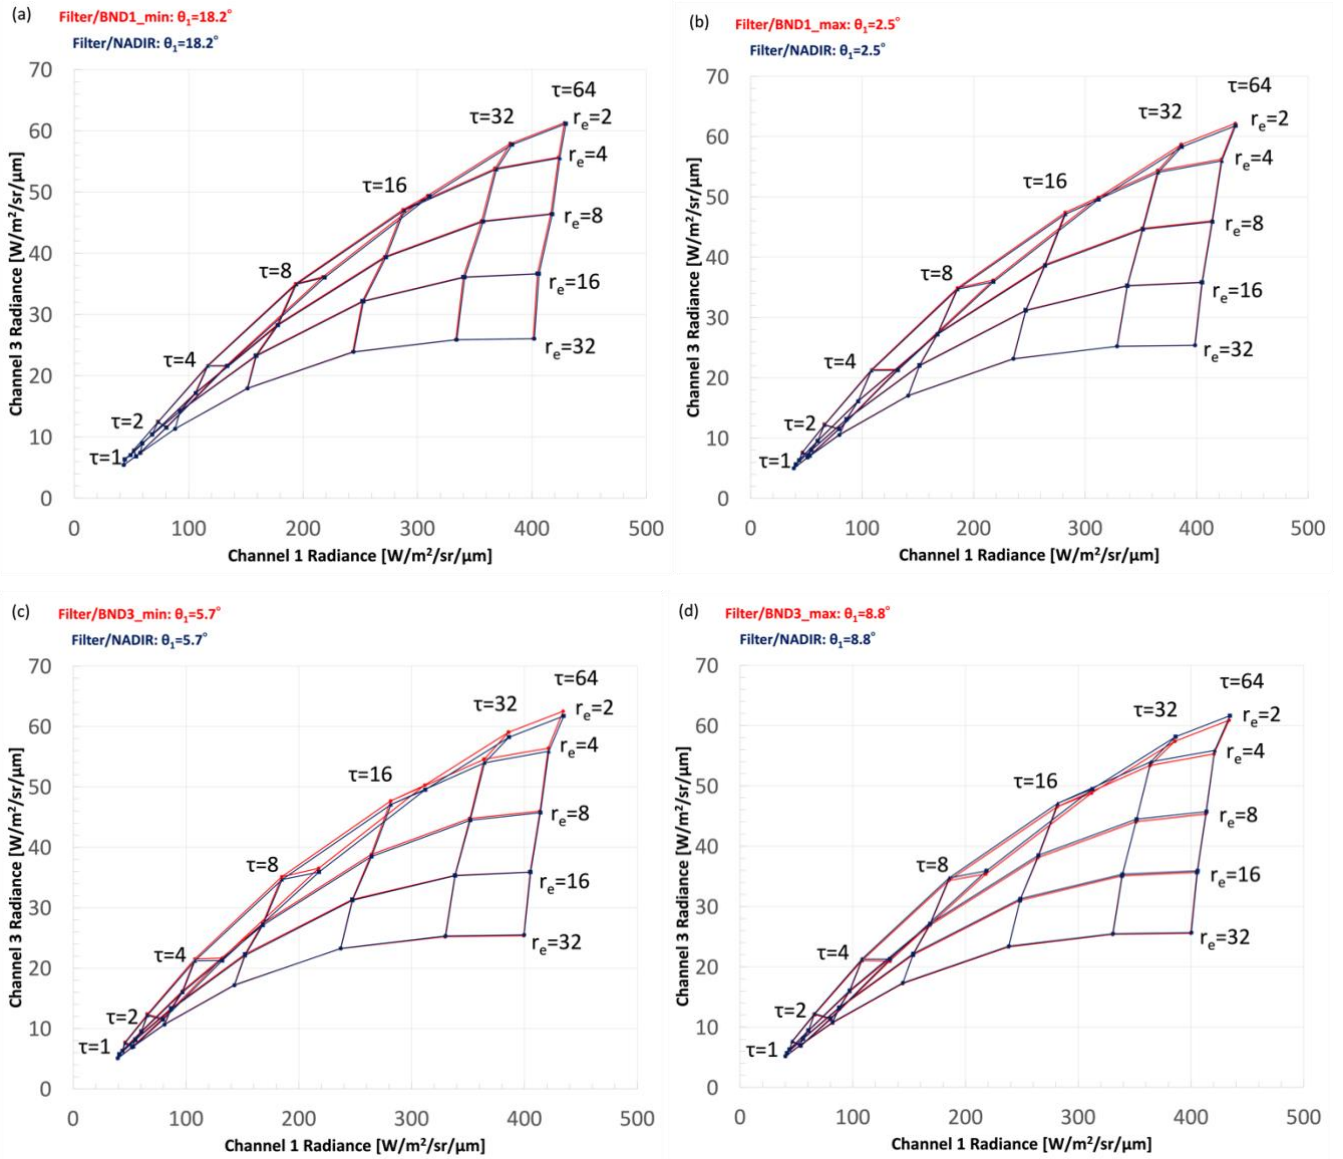 (a)
Filter/BND1_min: θ₁=18.2°
Filter/NADIR: θ₁=18.2°
70
60
50
40
30
20
10
0
Channel 3 Radiance [W/m²/sr/µm]
τ=64
τ=32
τ=16
τ=8
τ=4
τ=2
τ=1
rₑ=2
rₑ=4
rₑ=8
rₑ=16
rₑ=32
0 100 200 300 400 500
Channel 1 Radiance [W/m²/sr/µm]
(b)
Filter/BND1_max: θ₁=2.5°
Filter/NADIR: θ₁=2.5°
70
60
50
40
30
20
10
0
Channel 3 Radiance [W/m²/sr/µm]
τ=64
τ=32
τ=16
τ=8
τ=4
τ=2
τ=1
rₑ=2
rₑ=4
rₑ=8
rₑ=16
rₑ=32
0 100 200 300 400 500
Channel 1 Radiance [W/m²/sr/µm]
(c)
Filter/BND3_min: θ₁=5.7°
Filter/NADIR: θ₁=5.7°
70
60
50
40
30
20
10
0
Channel 3 Radiance [W/m²/sr/µm]
τ=64
τ=32
τ=16
τ=8
τ=4
τ=2
τ=1
rₑ=2
rₑ=4
rₑ=8
rₑ=16
rₑ=32
0 100 200 300 400 500
Channel 1 Radiance [W/m²/sr/µm]
(d)
Filter/BND3_max: θ₁=8.8°
Filter/NADIR: θ₁=8.8°
70
60
50
40
30
20
10
0
Channel 3 Radiance [W/m²/sr/µm]
τ=64
τ=32
τ=16
τ=8
τ=4
τ=2
τ=1
rₑ=2
rₑ=4
rₑ=8
rₑ=16
rₑ=32
0 100 200 300 400 500
Channel 1 Radiance [W/m²/sr/µm]